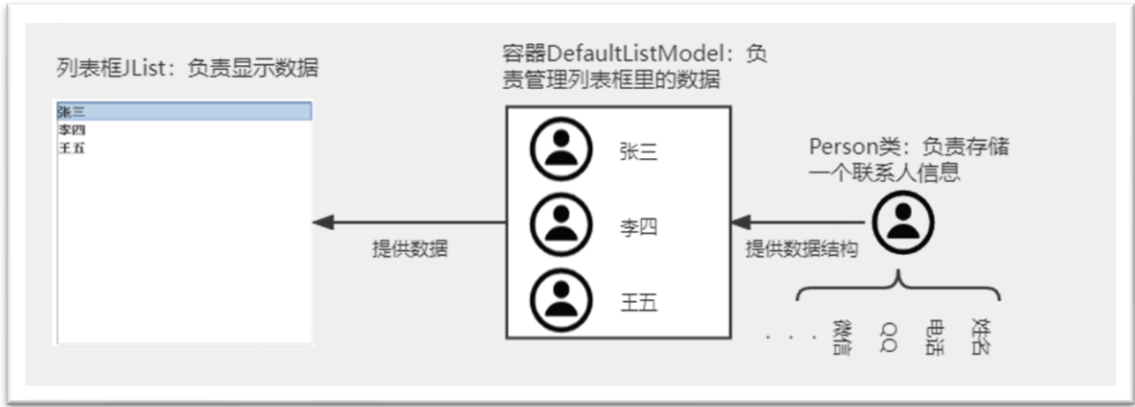 列表框JList：负责显示数据
张三
李四
王五
容器DefaultListModel：负
责管理列表框里的数据
张三
李四
王五
提供数据
Person类：负责存储
一个联系人信息
提供数据结构
姓名
电话
QQ
微信
...